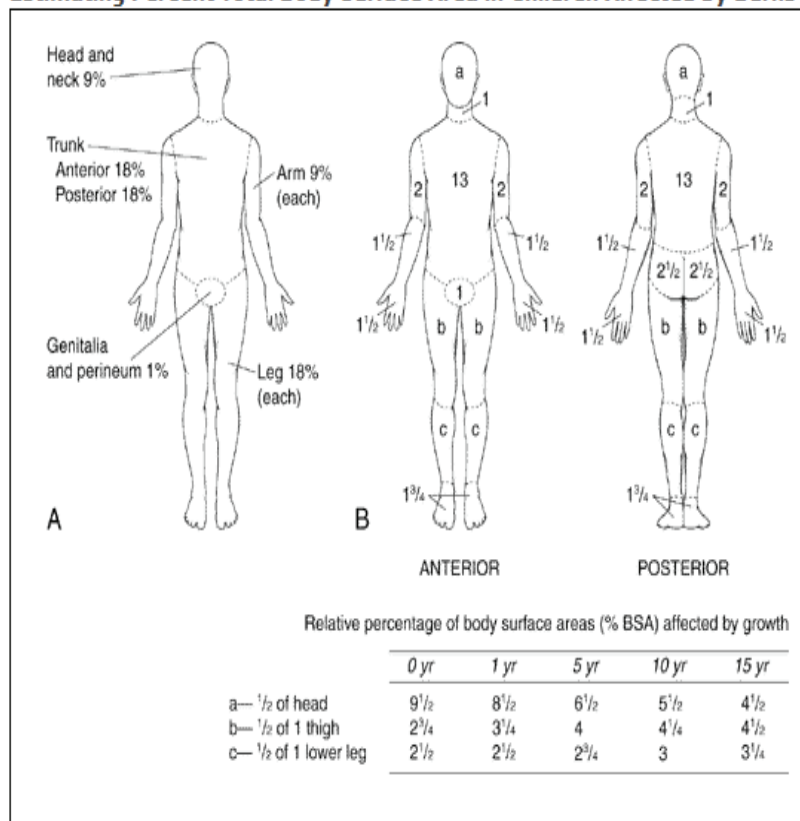 Head and
neck 9%
Trunk
Anterior 18%
Posterior 18%
Arm 9%
(each)
Genitalia
and perineum 1%
Leg 18%
(each)
A
a
1
13
2
2
1½
1½
1
1½
1½
b
b
c
c
1¾
B
ANTERIOR
a
1
13
2
2
1½
1½
2½
2½
1½
1½
b
b
c
c
1¾
POSTERIOR
Relative percentage of body surface areas (% BSA) affected by growth
0 yr 1 yr 5 yr 10 yr 15 yr
a— ½ of head 9½ 8½ 6½ 5½ 4½
b— ½ of 1 thigh 2¾ 3¼ 4 4¼ 4½
c— ½ of 1 lower leg 2½ 2½ 2¾ 3 3¼